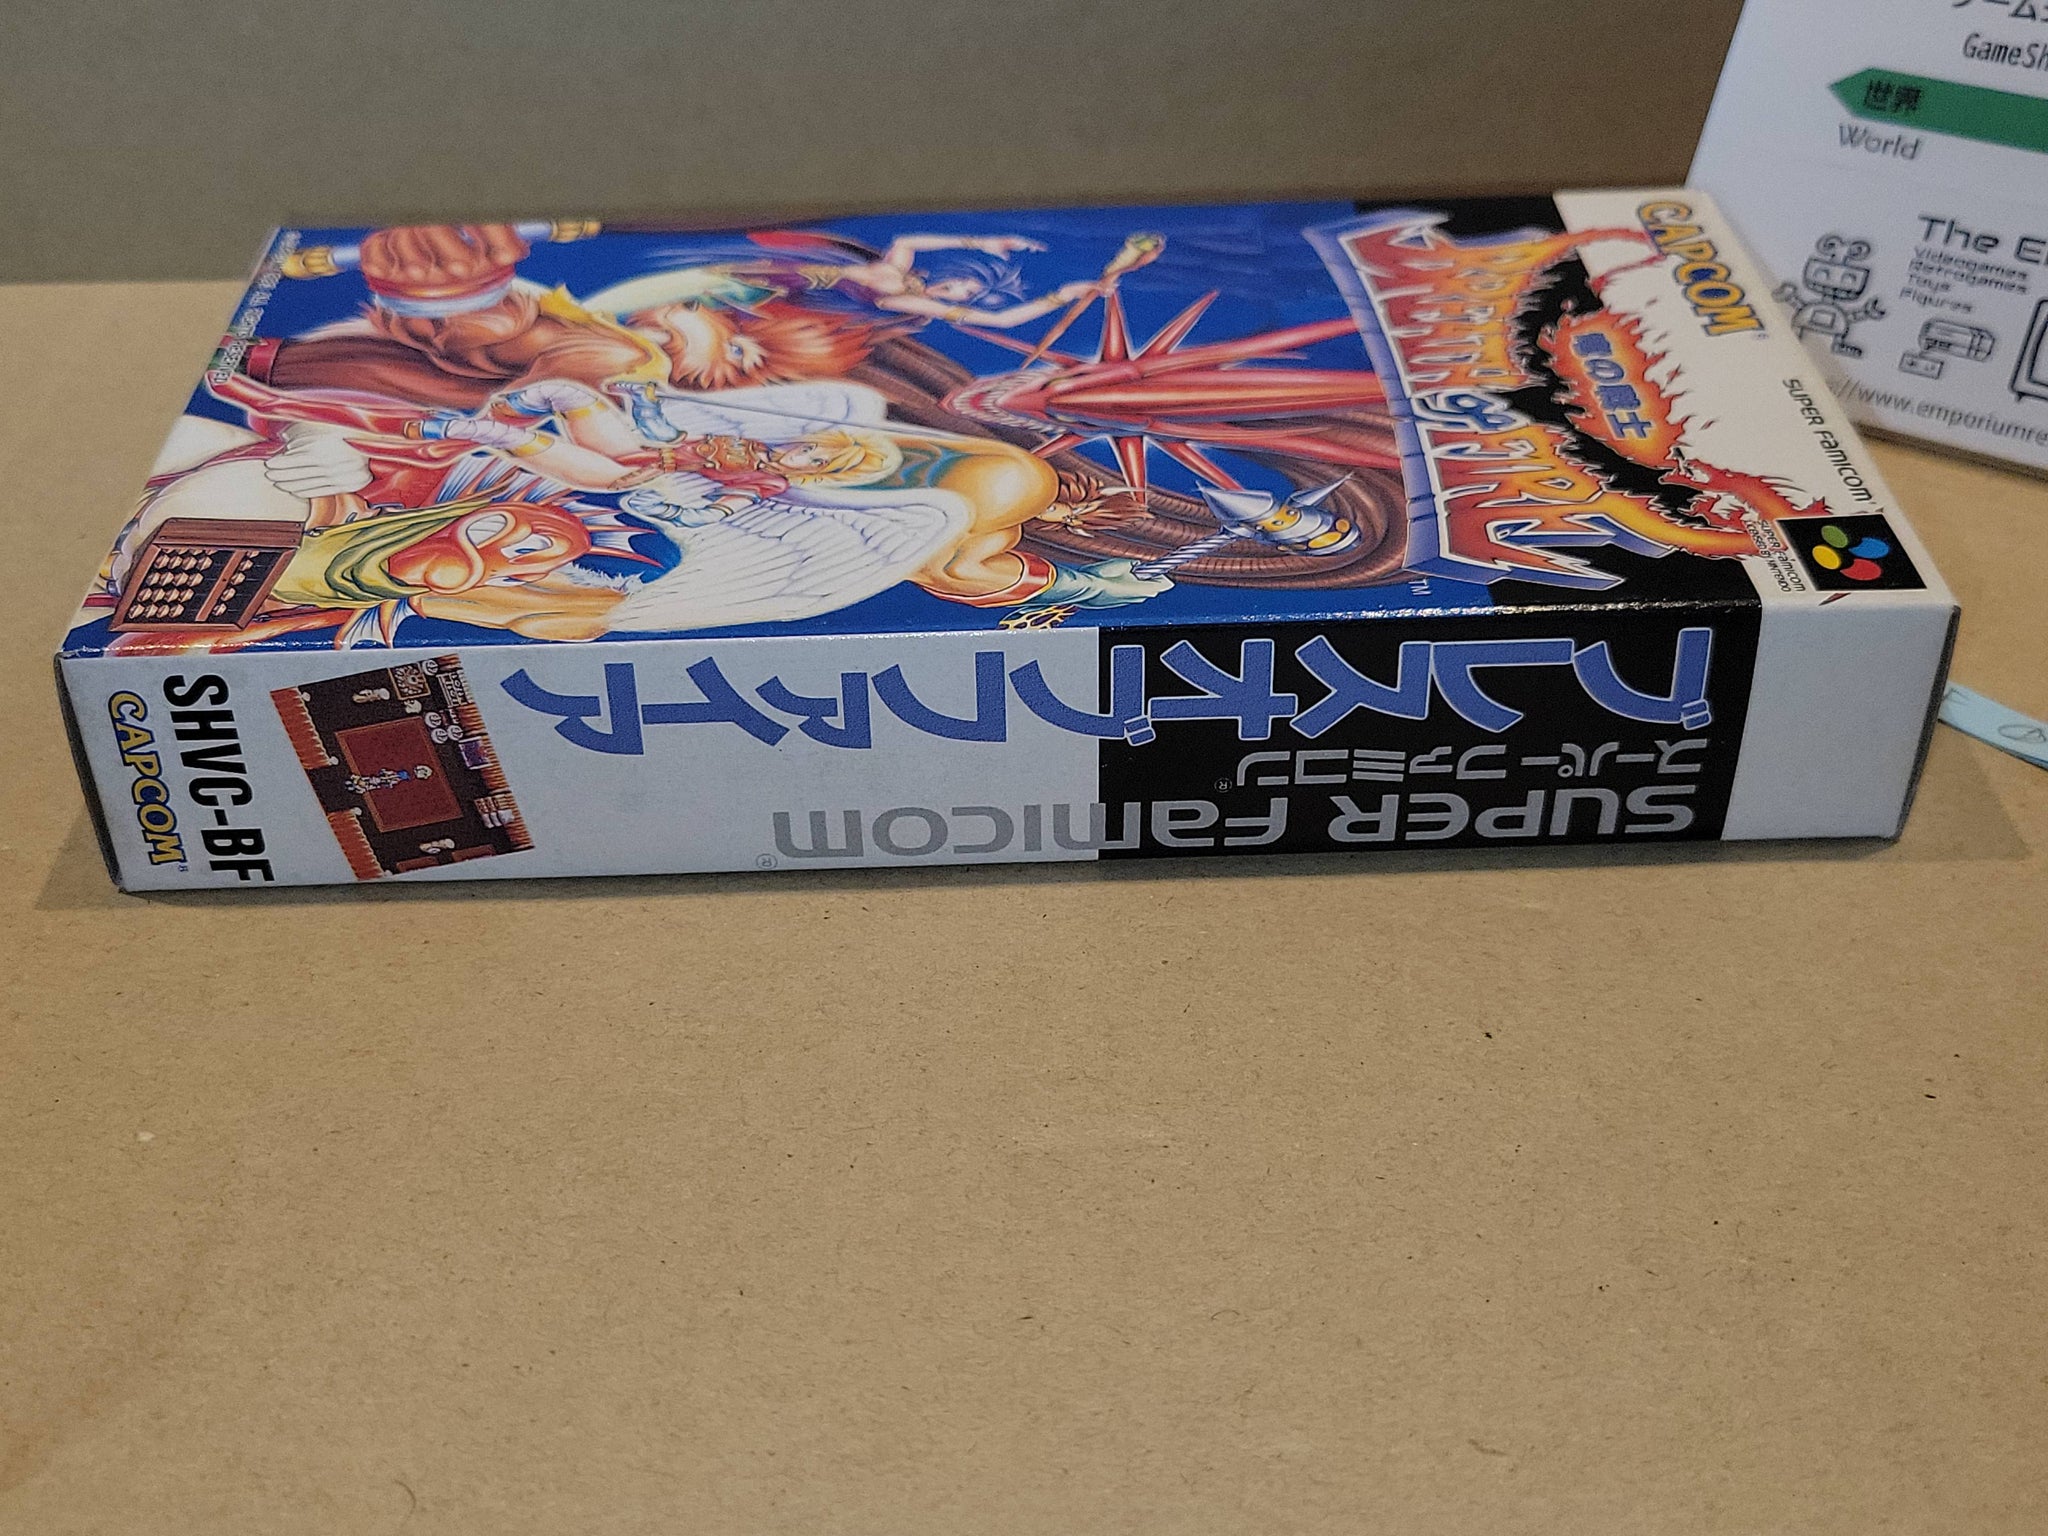 CAPCOM
SUPER Famicom
竜の戦士
BREATH OF FIRE
TM
ブレス オブ ファイア
スーパーファミコン®
SUPER Famicom®
SHVC-BF
CAPCOM
GameSh
世界
World
The E
Videogames
Retrogames
Toys
Figures
//www.emporiumre